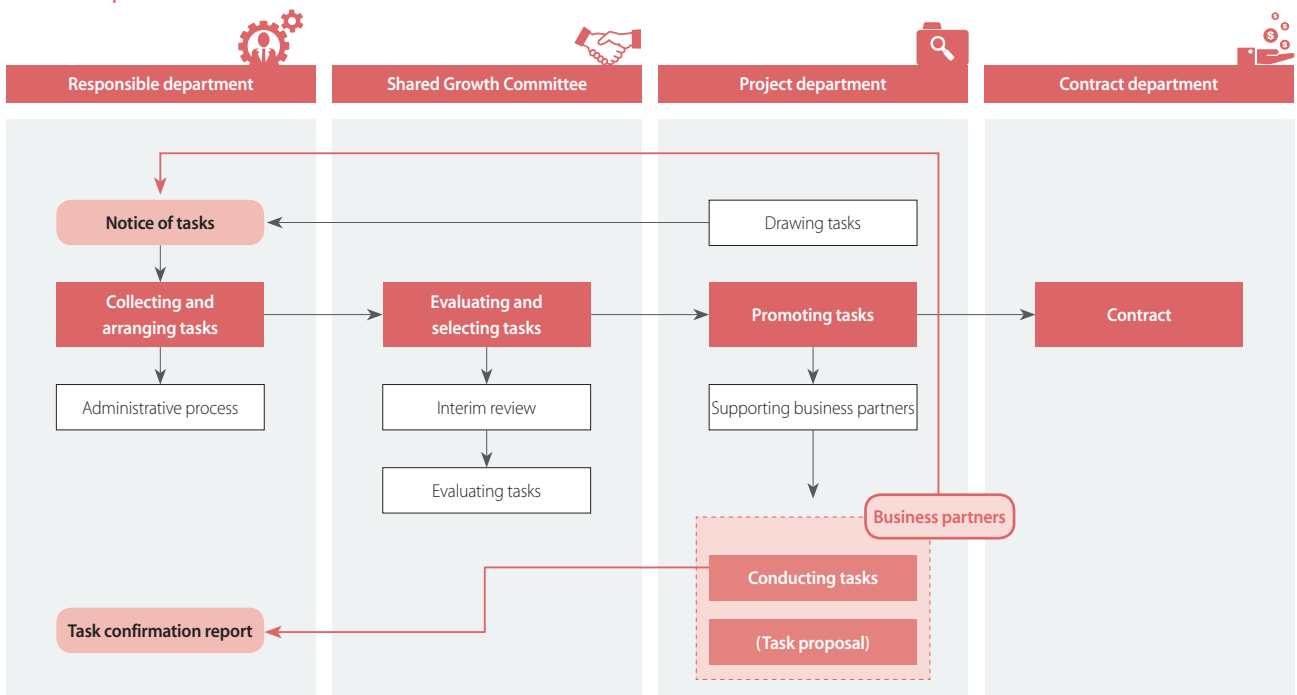 Responsible department
Shared Growth Committee
Project department
Contract department
Notice of tasks
Drawing tasks
Collecting and
arranging tasks
Evaluating and
selecting tasks
Promoting tasks
Contract
Administrative process
Interim review
Supporting business partners
Evaluating tasks
Business partners
Conducting tasks
Task confirmation report
(Task proposal)